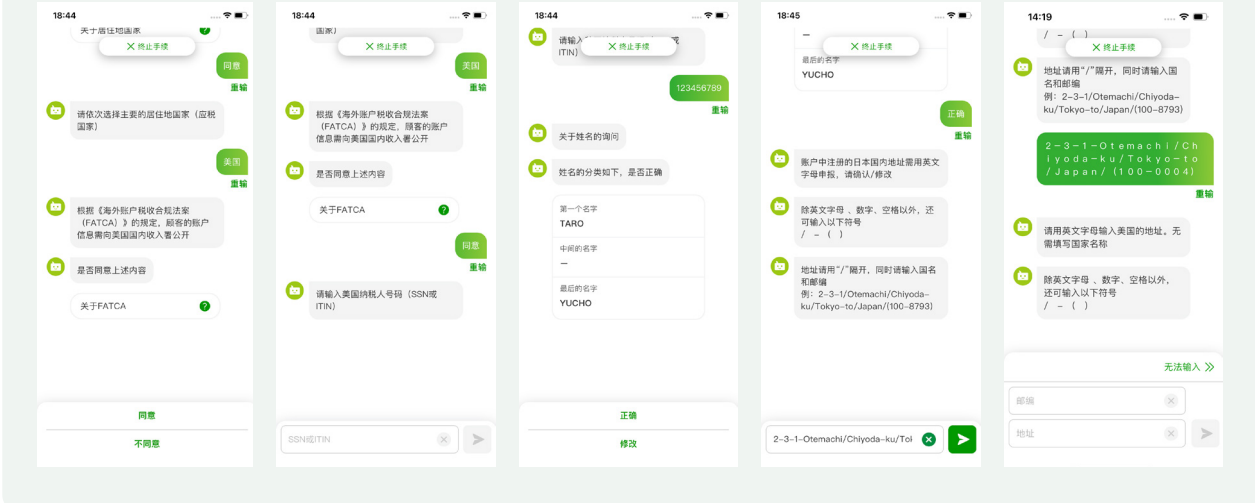 18:44
关于居住地国家
终止手续
同意
重输
请依次选择主要的居住地国家（应税
国家）
美国
重输
根据《海外账户税收合规法案
（FATCA）》的规定，顾客的账户
信息需向美国国内收入署公开
是否同意上述内容
关于FATCA
同意
不同意
18:44
国家）
终止手续
美国
重输
根据《海外账户税收合规法案
（FATCA）》的规定，顾客的账户
信息需向美国国内收入署公开
是否同意上述内容
关于FATCA
同意
重输
请输入美国纳税人号码（SSN或
ITIN）
SSN或ITIN
18:44
请输入
或
ITIN）
终止手续
123456789
重输
关于姓名的询问
姓名的分类如下，是否正确
第一个名字
TARO
中间的名字
—
最后的名字
YUCHO
正确
修改
18:45
—
终止手续
最后的名字
YUCHO
正确
重输
账户中注册的日本国内地址需用英文
字母申报，请确认/修改
除英文字母 、数字、空格以外，还
可输入以下符号
/ － （ ）
地址请用“/”隔开，同时请输入国名
和邮编
例：2–3–1/Otemachi/Chiyoda–
ku/Tokyo–to/Japan/(100–8793)
2–3–1–Otemachi/Chiyoda–ku/Tol
14:19
/ － （ ）
终止手续
地址请用“/”隔开，同时请输入国
名和邮编
例：2–3–1/Otemachi/Chiyoda–
ku/Tokyo–to/Japan/(100–8793)
２－３－１－Ｏｔｅｍａｃｈｉ／Ｃｈ
ｉｙｏｄａ－ｋｕ／Ｔｏｋｙｏ－ｔｏ
／Ｊａｐａｎ／（１００－０００４）
重输
请用英文字母输入美国的地址。无
需填写国家名称
除英文字母 、数字、空格以外，
还可输入以下符号
/ － （ ）
无法输入
邮编
地址